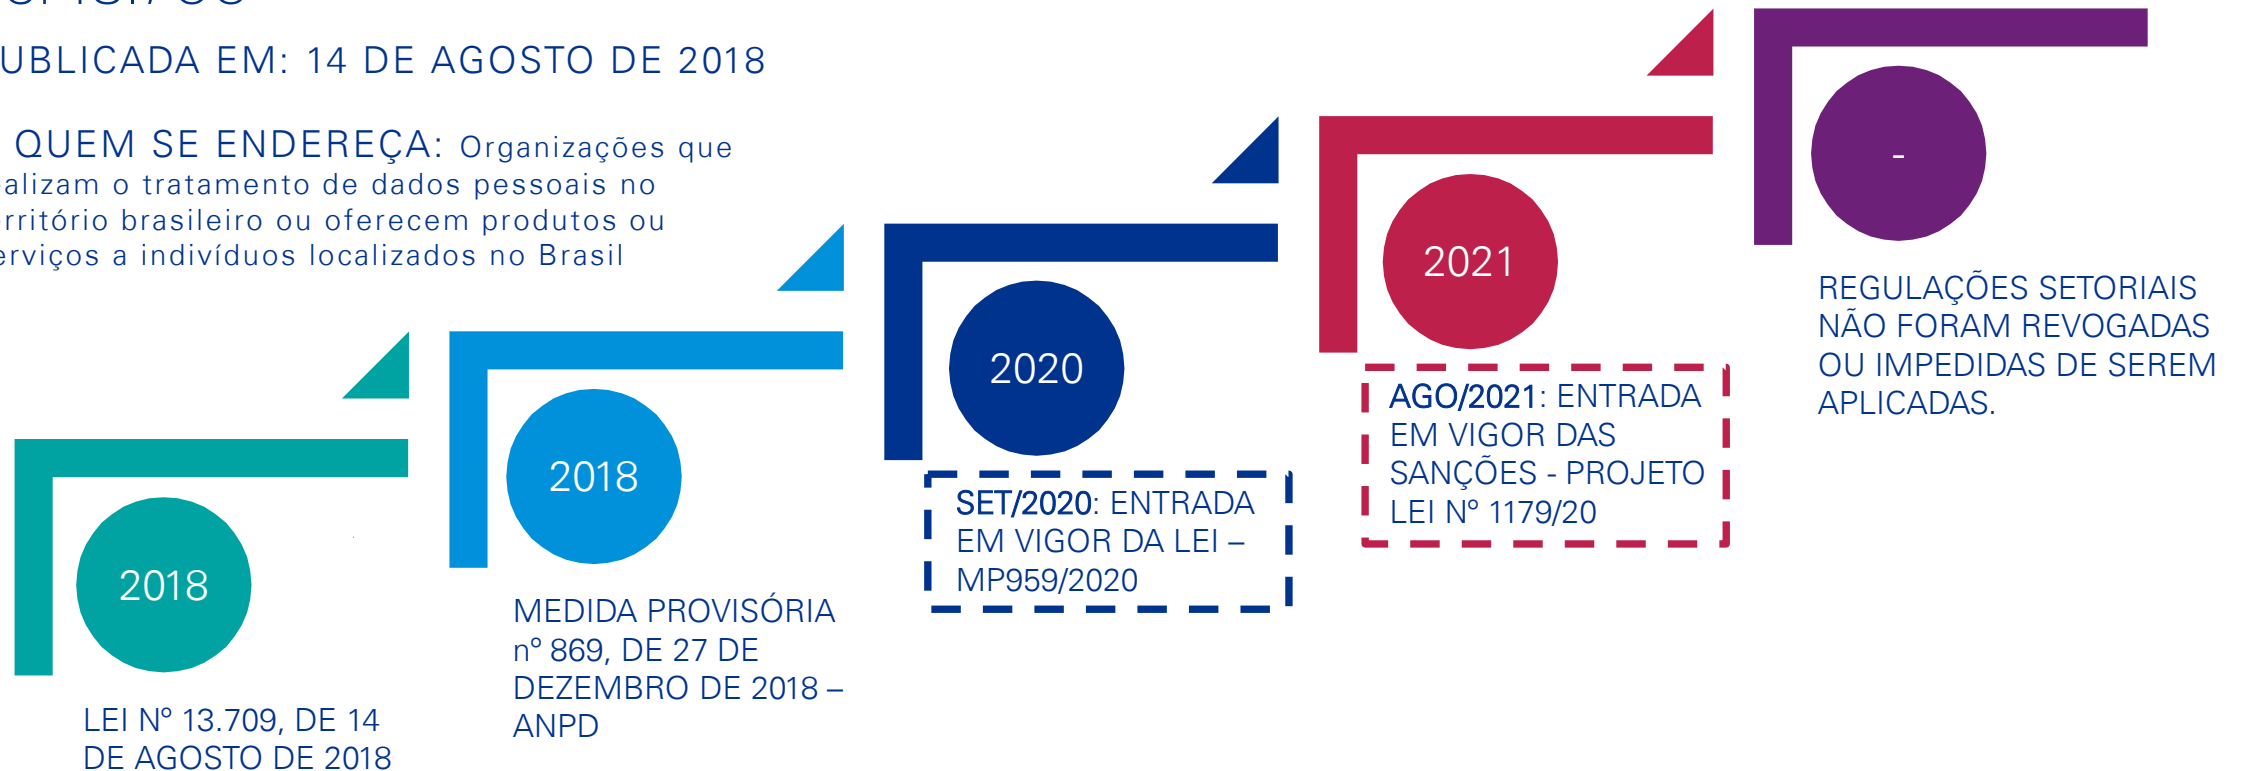 UBLICADA EM: 14 DE AGOSTO DE 2018
QUEM SE ENDEREÇA: Organizações que
alizam o tratamento de dados pessoais no
rritório brasileiro ou oferecem produtos ou
erviços a indivíduos localizados no Brasil
2018
LEI Nº 13.709, DE 14
DE AGOSTO DE 2018
2018
MEDIDA PROVISÓRIA
nº 869, DE 27 DE
DEZEMBRO DE 2018 –
ANPD
2020
SET/2020: ENTRADA
EM VIGOR DA LEI –
MP959/2020
2021
AGO/2021: ENTRADA
EM VIGOR DAS
SANÇÕES - PROJETO
LEI Nº 1179/20
-
REGULAÇÕES SETORIAIS
NÃO FORAM REVOGADAS
OU IMPEDIDAS DE SEREM
APLICADAS.